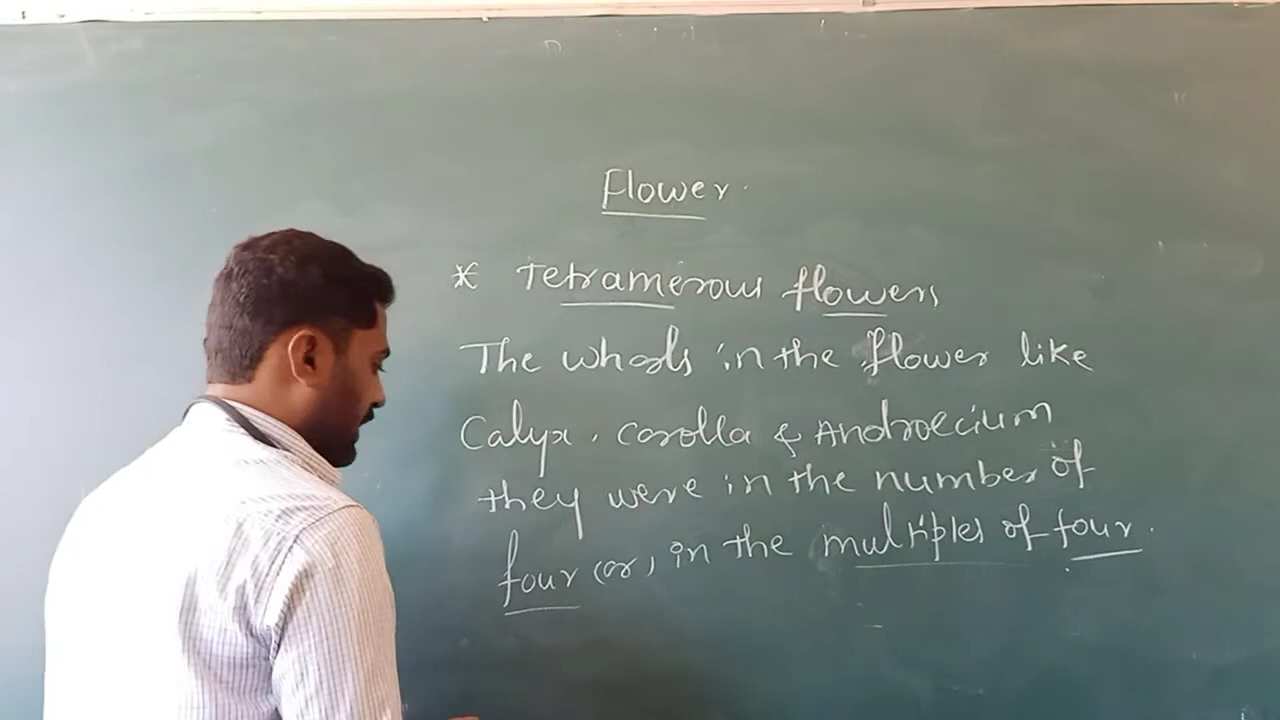 Flower.
* Tetramerous flowers
The whorls in the flower like
Calyx, Corolla & Androecium
they were in the number of
four (or) in the multiples of four.